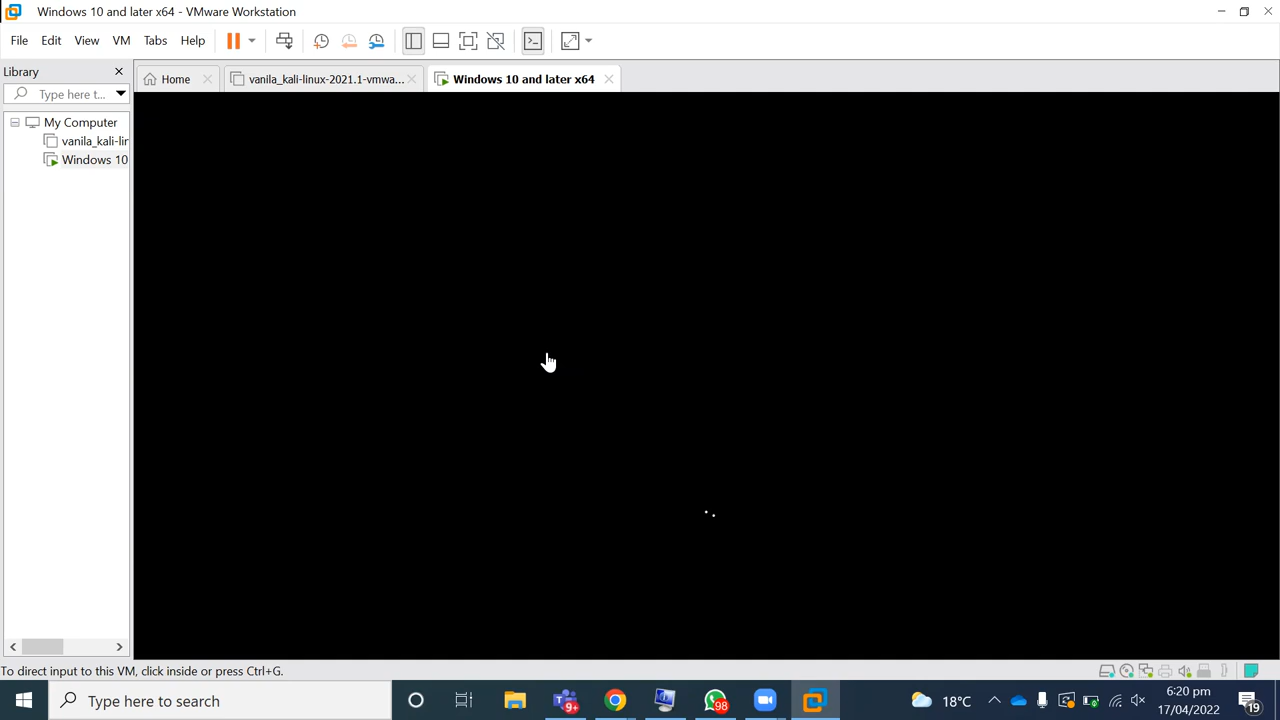 Windows 10 and later x64 - VMware Workstation
File Edit View VM Tabs Help
Library
Type here t...
Home
vanila_kali-linux-2021.1-vmwa...
Windows 10 and later x64
My Computer
vanila_kali-lin
Windows 10
To direct input to this VM, click inside or press Ctrl+G.
Type here to search
9+
98
18°C
6:20 pm
17/04/2022
19